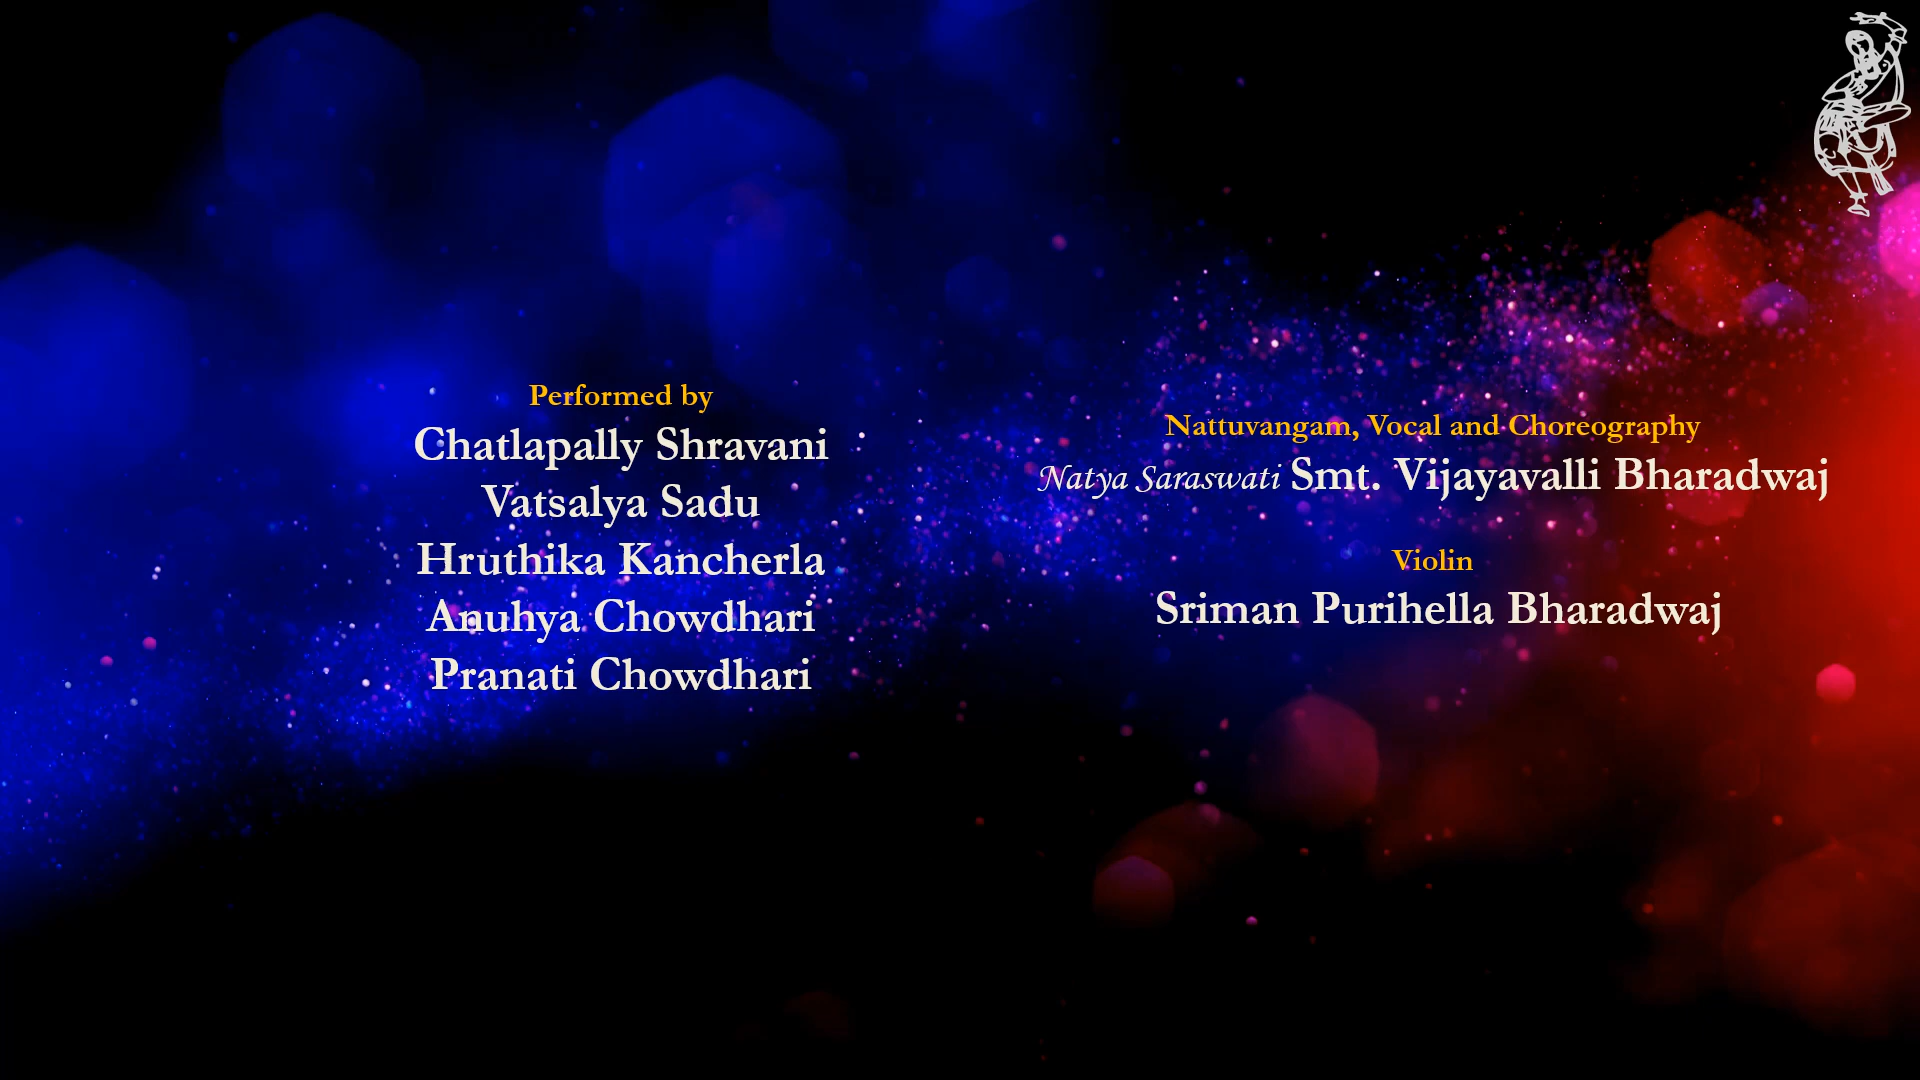 Performed by
Chatlapally Shravani
Vatsalya Sadu
Hruthika Kancherla
Anuhya Chowdhari
Pranati Chowdhari
Nattuvangam, Vocal and Choreography
Natya Saraswati Smt. Vijayavalli Bharadwaj
Violin
Sriman Purihella Bharadwaj